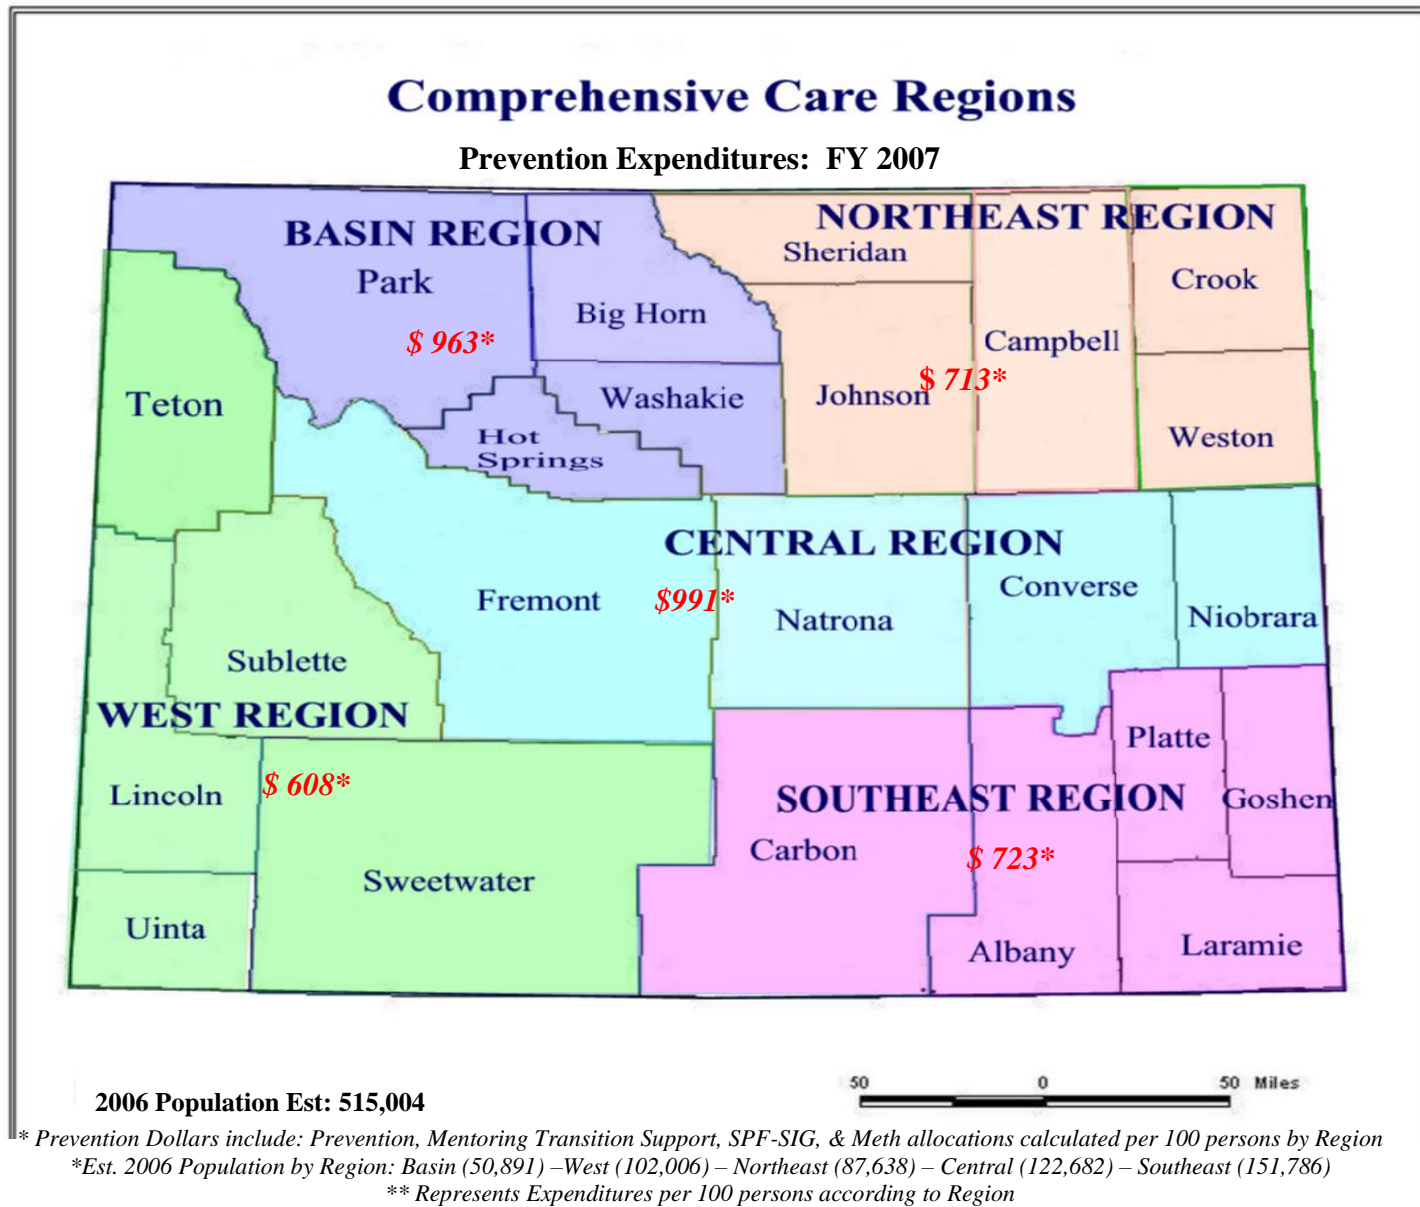 Comprehensive Care Regions
Prevention Expenditures: FY 2007
BASIN REGION
NORTHEAST REGION
Park
Sheridan
Crook
Big Horn
$ 963*
Campbell
Teton
Washakie
Johnson
$ 713*
Weston
Hot
Springs
CENTRAL REGION
Fremont
$991*
Natrona
Converse
Niobrara
Sublette
WEST REGION
Platte
Lincoln
$ 608*
SOUTHEAST REGION
Goshen
Carbon
$ 723*
Sweetwater
Uinta
Albany
Laramie
50 0 50 Miles
2006 Population Est: 515,004
* Prevention Dollars include: Prevention, Mentoring Transition Support, SPF-SIG, & Meth allocations calculated per 100 persons by Region
*Est. 2006 Population by Region: Basin (50,891) –West (102,006) – Northeast (87,638) – Central (122,682) – Southeast (151,786)
** Represents Expenditures per 100 persons according to Region